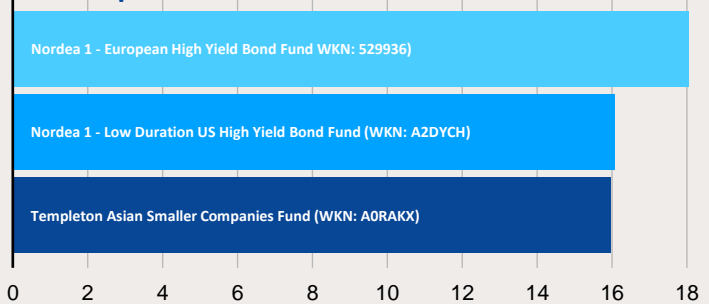 Nordea 1 - European High Yield Bond Fund WKN: 529936)
Nordea 1 - Low Duration US High Yield Bond Fund (WKN: A2DYCH)
Templeton Asian Smaller Companies Fund (WKN: A0RAKX)
0 2 4 6 8 10 12 14 16 18